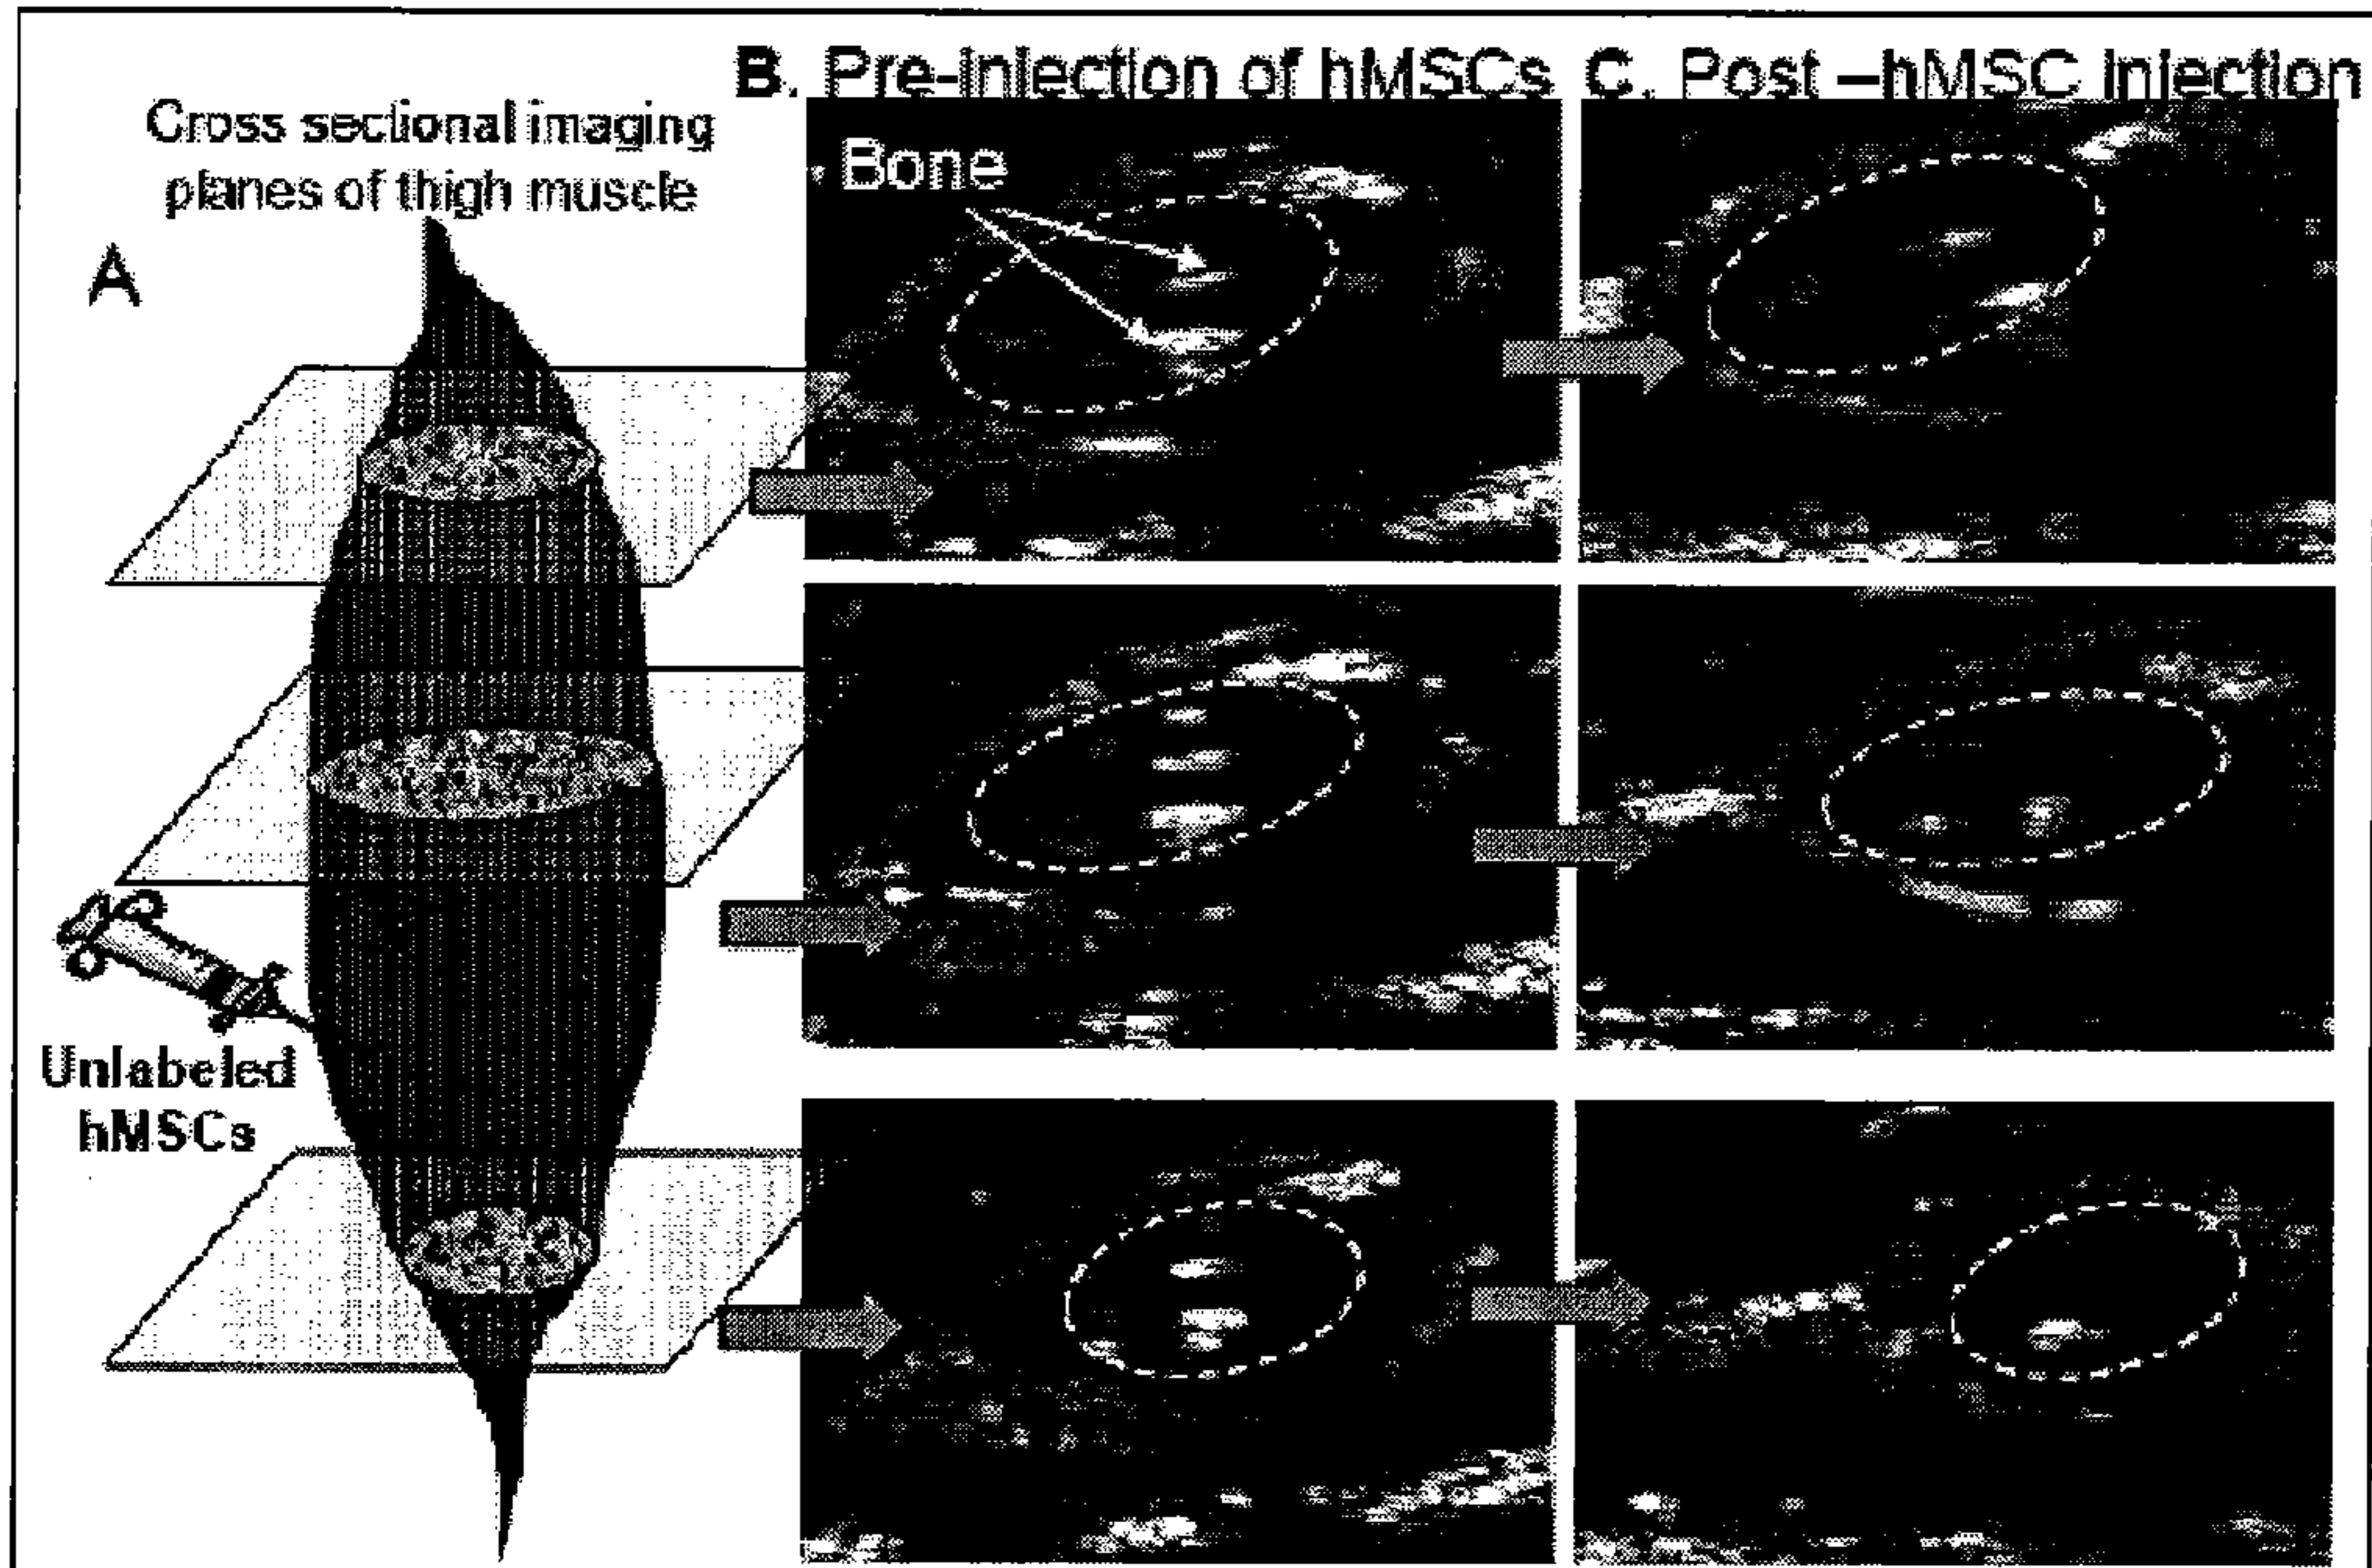 B. Pre-injection of hMSCs
C. Post –hMSC Injection
Cross sectional imaging
planes of thigh muscle
A
Bone
Unlabeled
hMSCs